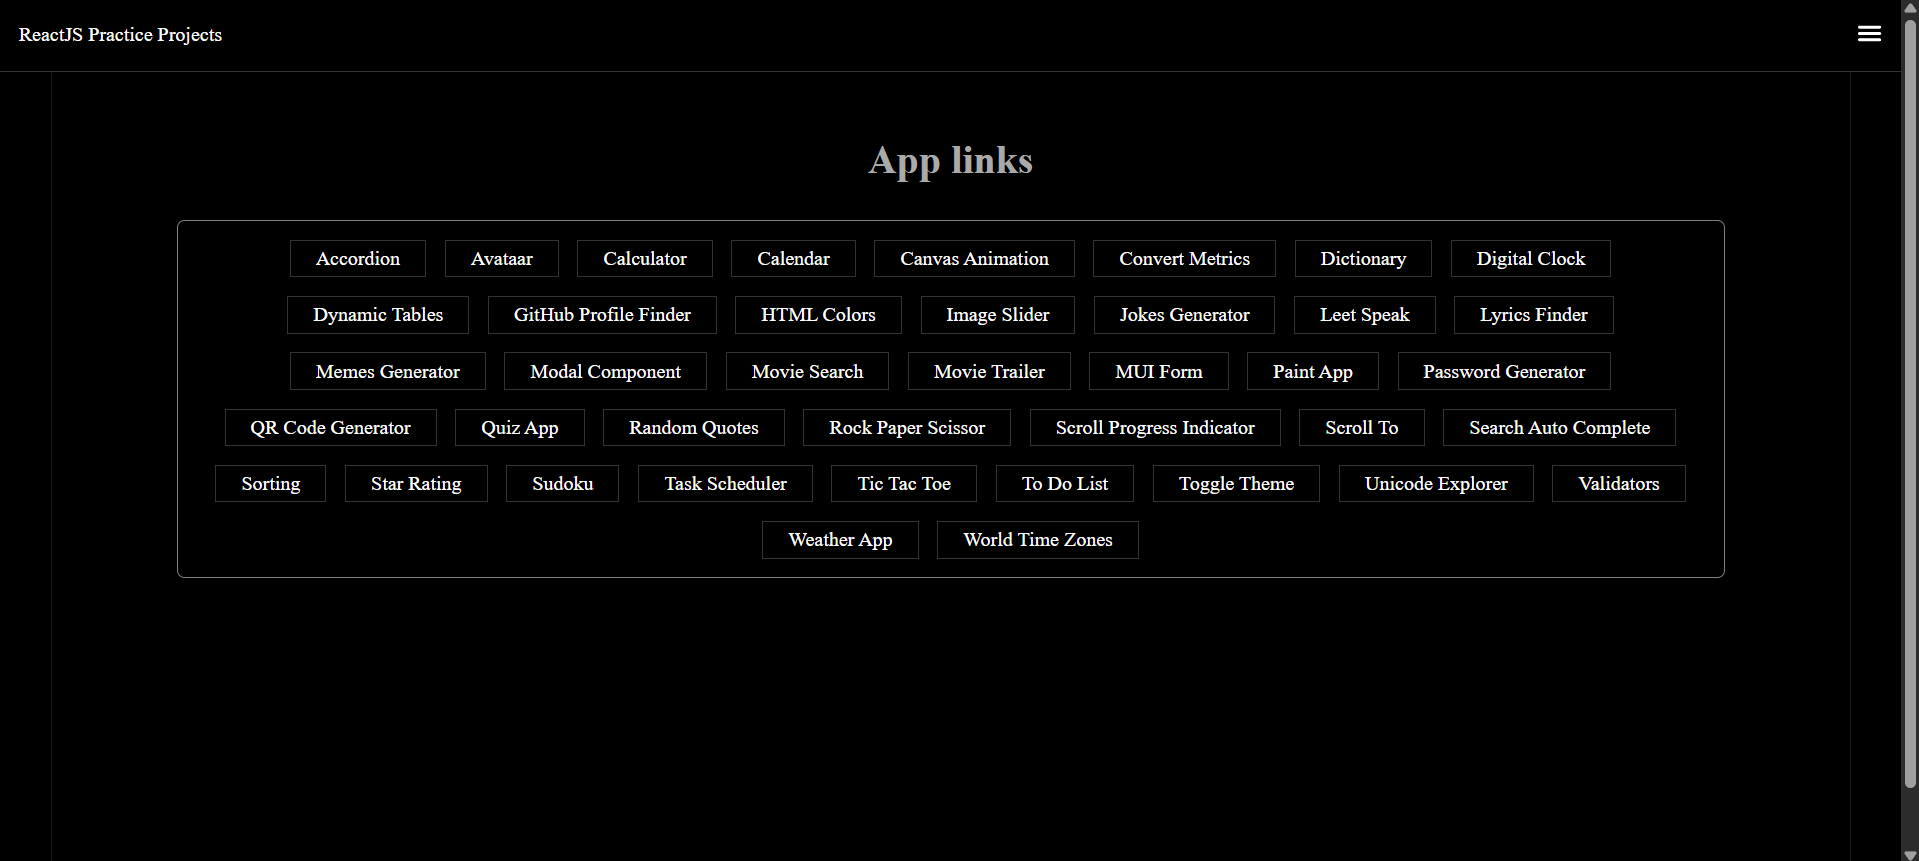 ReactJS Practice Projects
App links
Accordion Avataar Calculator Calendar Canvas Animation Convert Metrics Dictionary Digital Clock
Dynamic Tables GitHub Profile Finder HTML Colors Image Slider Jokes Generator Leet Speak Lyrics Finder
Memes Generator Modal Component Movie Search Movie Trailer MUI Form Paint App Password Generator
QR Code Generator Quiz App Random Quotes Rock Paper Scissor Scroll Progress Indicator Scroll To Search Auto Complete
Sorting Star Rating Sudoku Task Scheduler Tic Tac Toe To Do List Toggle Theme Unicode Explorer Validators
Weather App World Time Zones